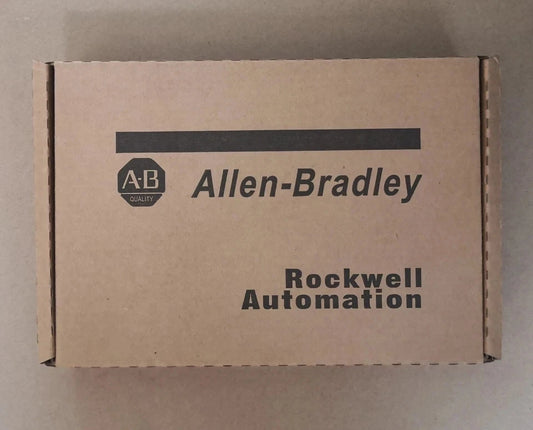 A-B
QUALITY
Allen-Bradley
Rockwell
Automation